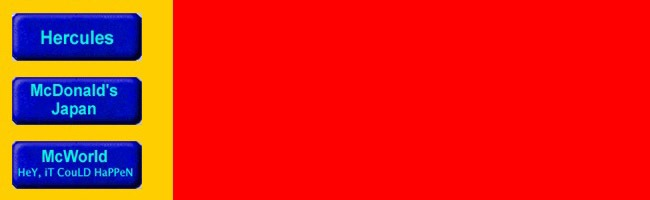 Hercules
McDonald's
Japan
McWorld
HeY, iT CouLD HaPPeN